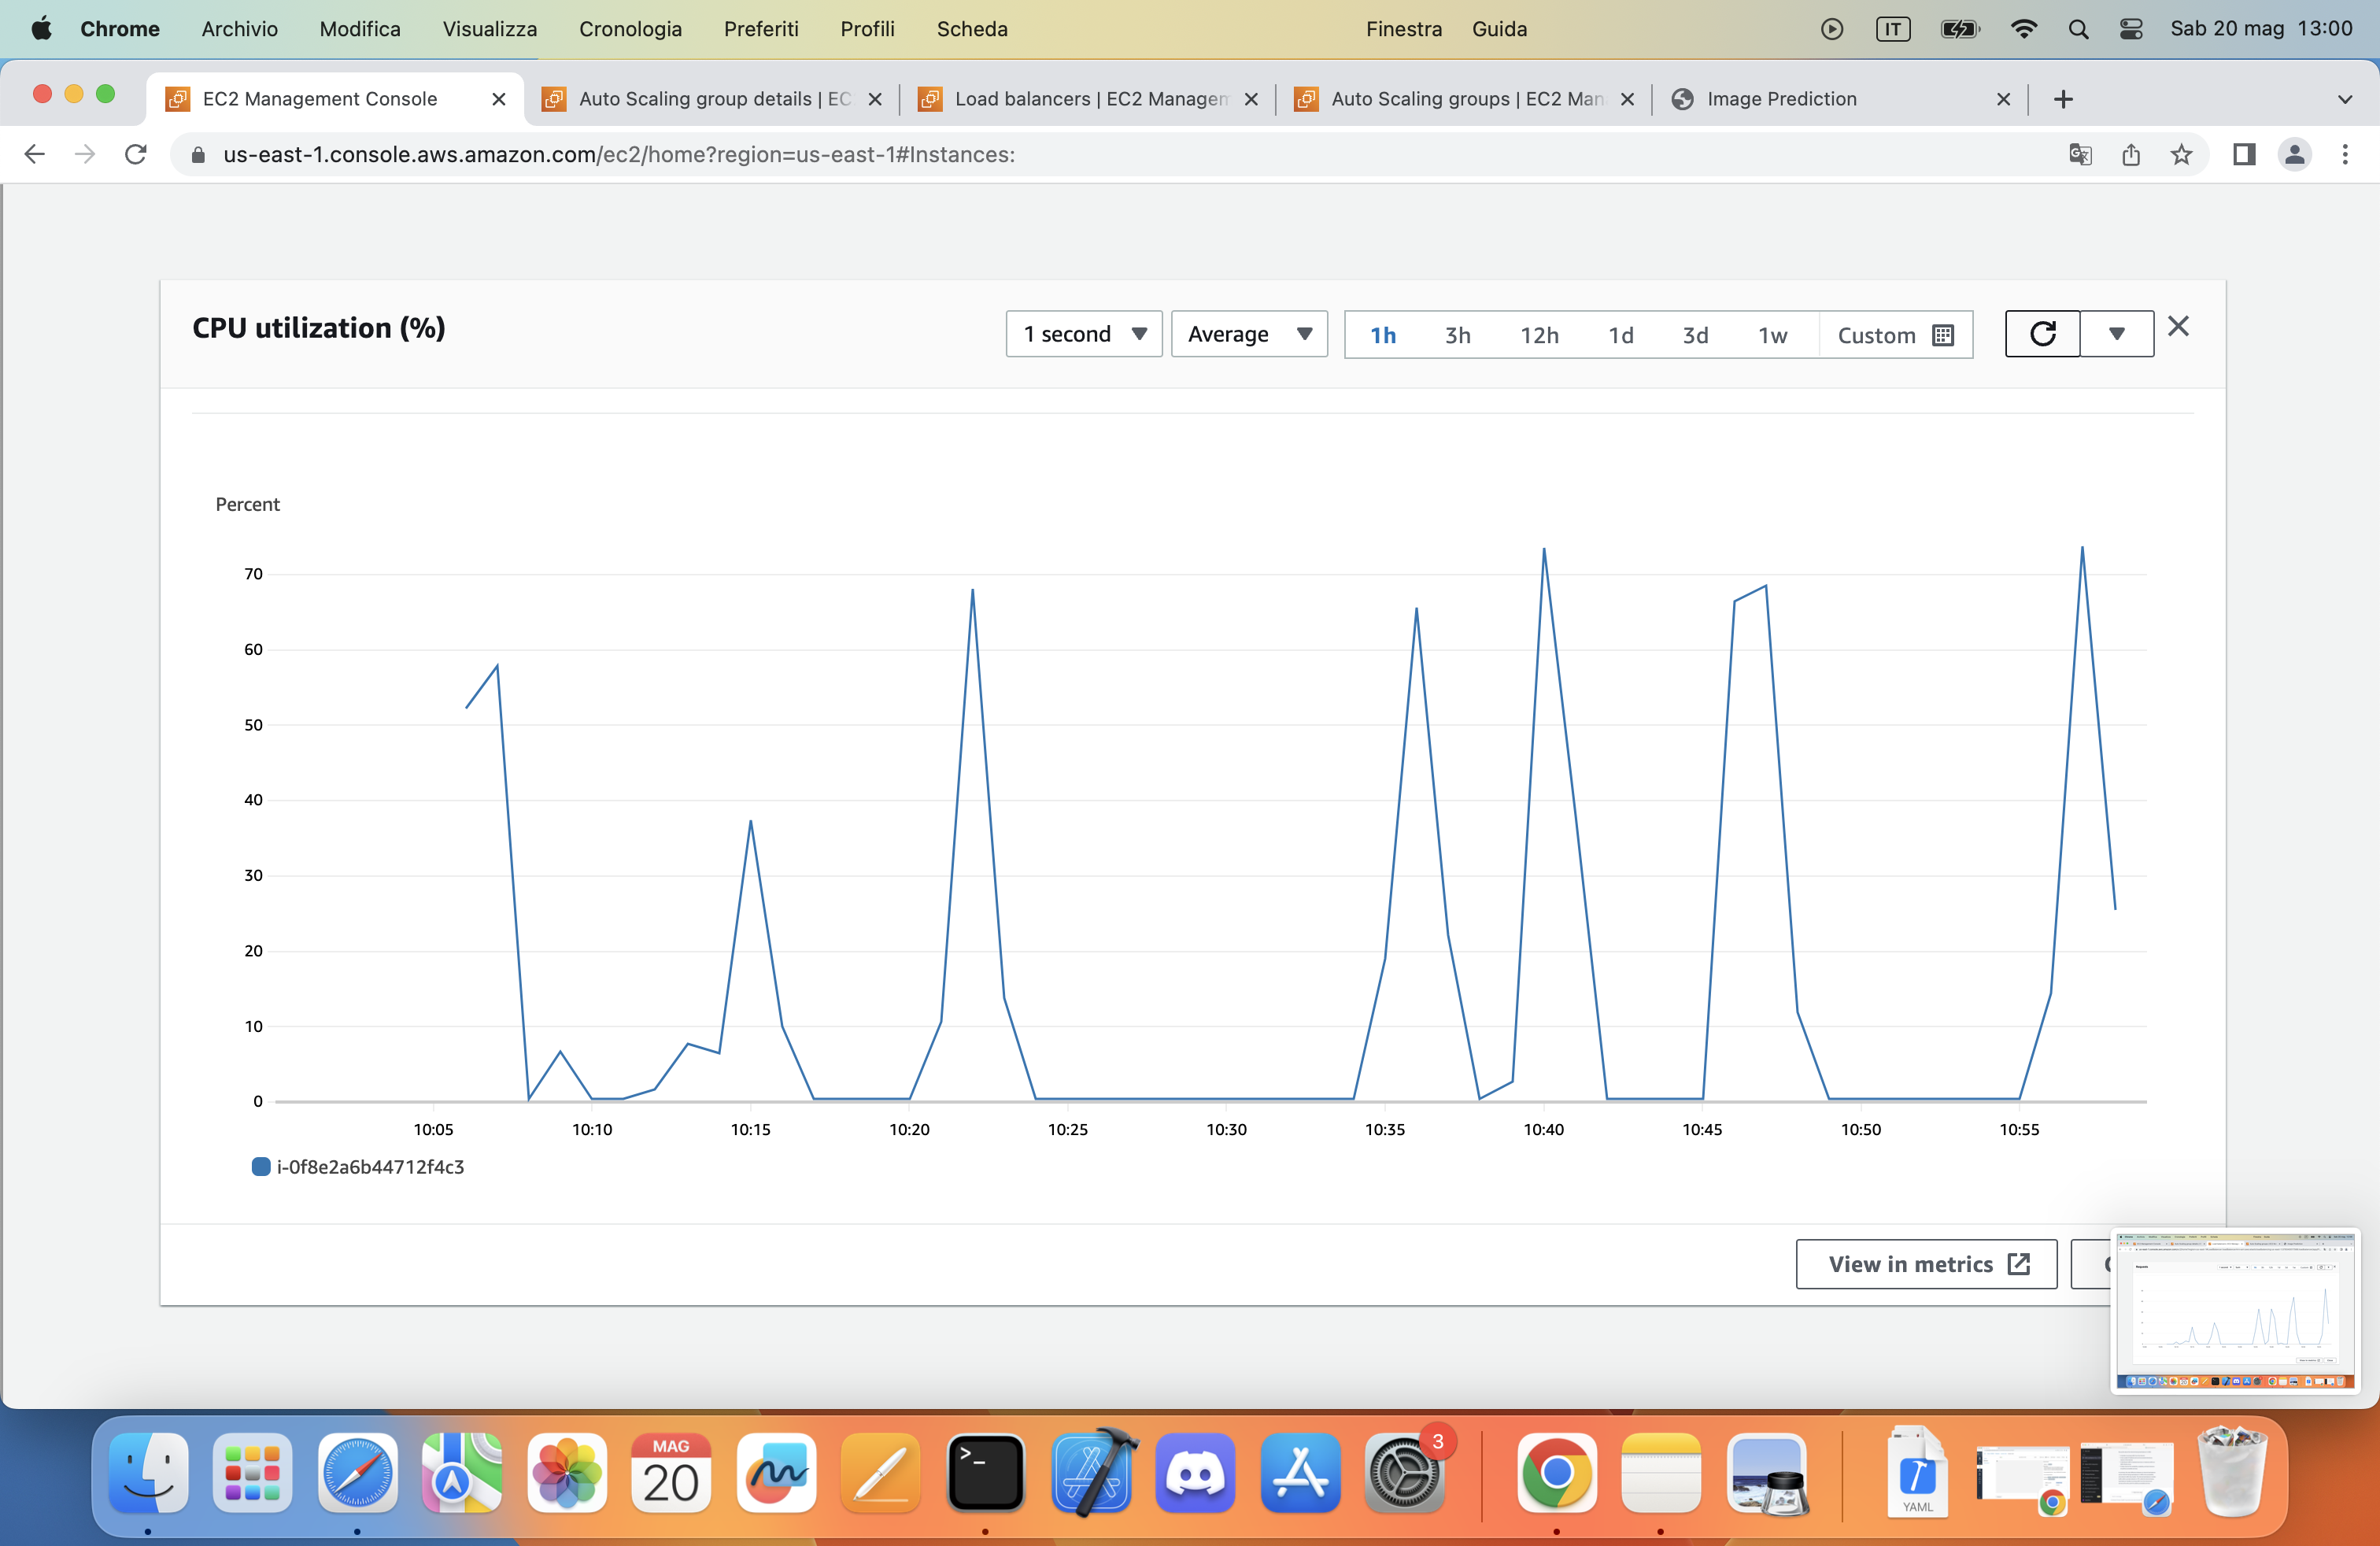 Chrome Archivio Modifica Visualizza Cronologia Preferiti Profili Scheda Finestra Guida IT Sab 20 mag 13:00
EC2 Management Console Auto Scaling group details | EC Load balancers | EC2 Managem Auto Scaling groups | EC2 Man Image Prediction
us-east-1.console.aws.amazon.com/ec2/home?region=us-east-1#Instances:
CPU utilization (%) 1 second Average 1h 3h 12h 1d 3d 1w Custom
Percent
70
60
50
40
30
20
10
0
10:05 10:10 10:15 10:20 10:25 10:30 10:35 10:40 10:45 10:50 10:55
i-0f8e2a6b44712f4c3
View in metrics
MAG
20
3
YAML